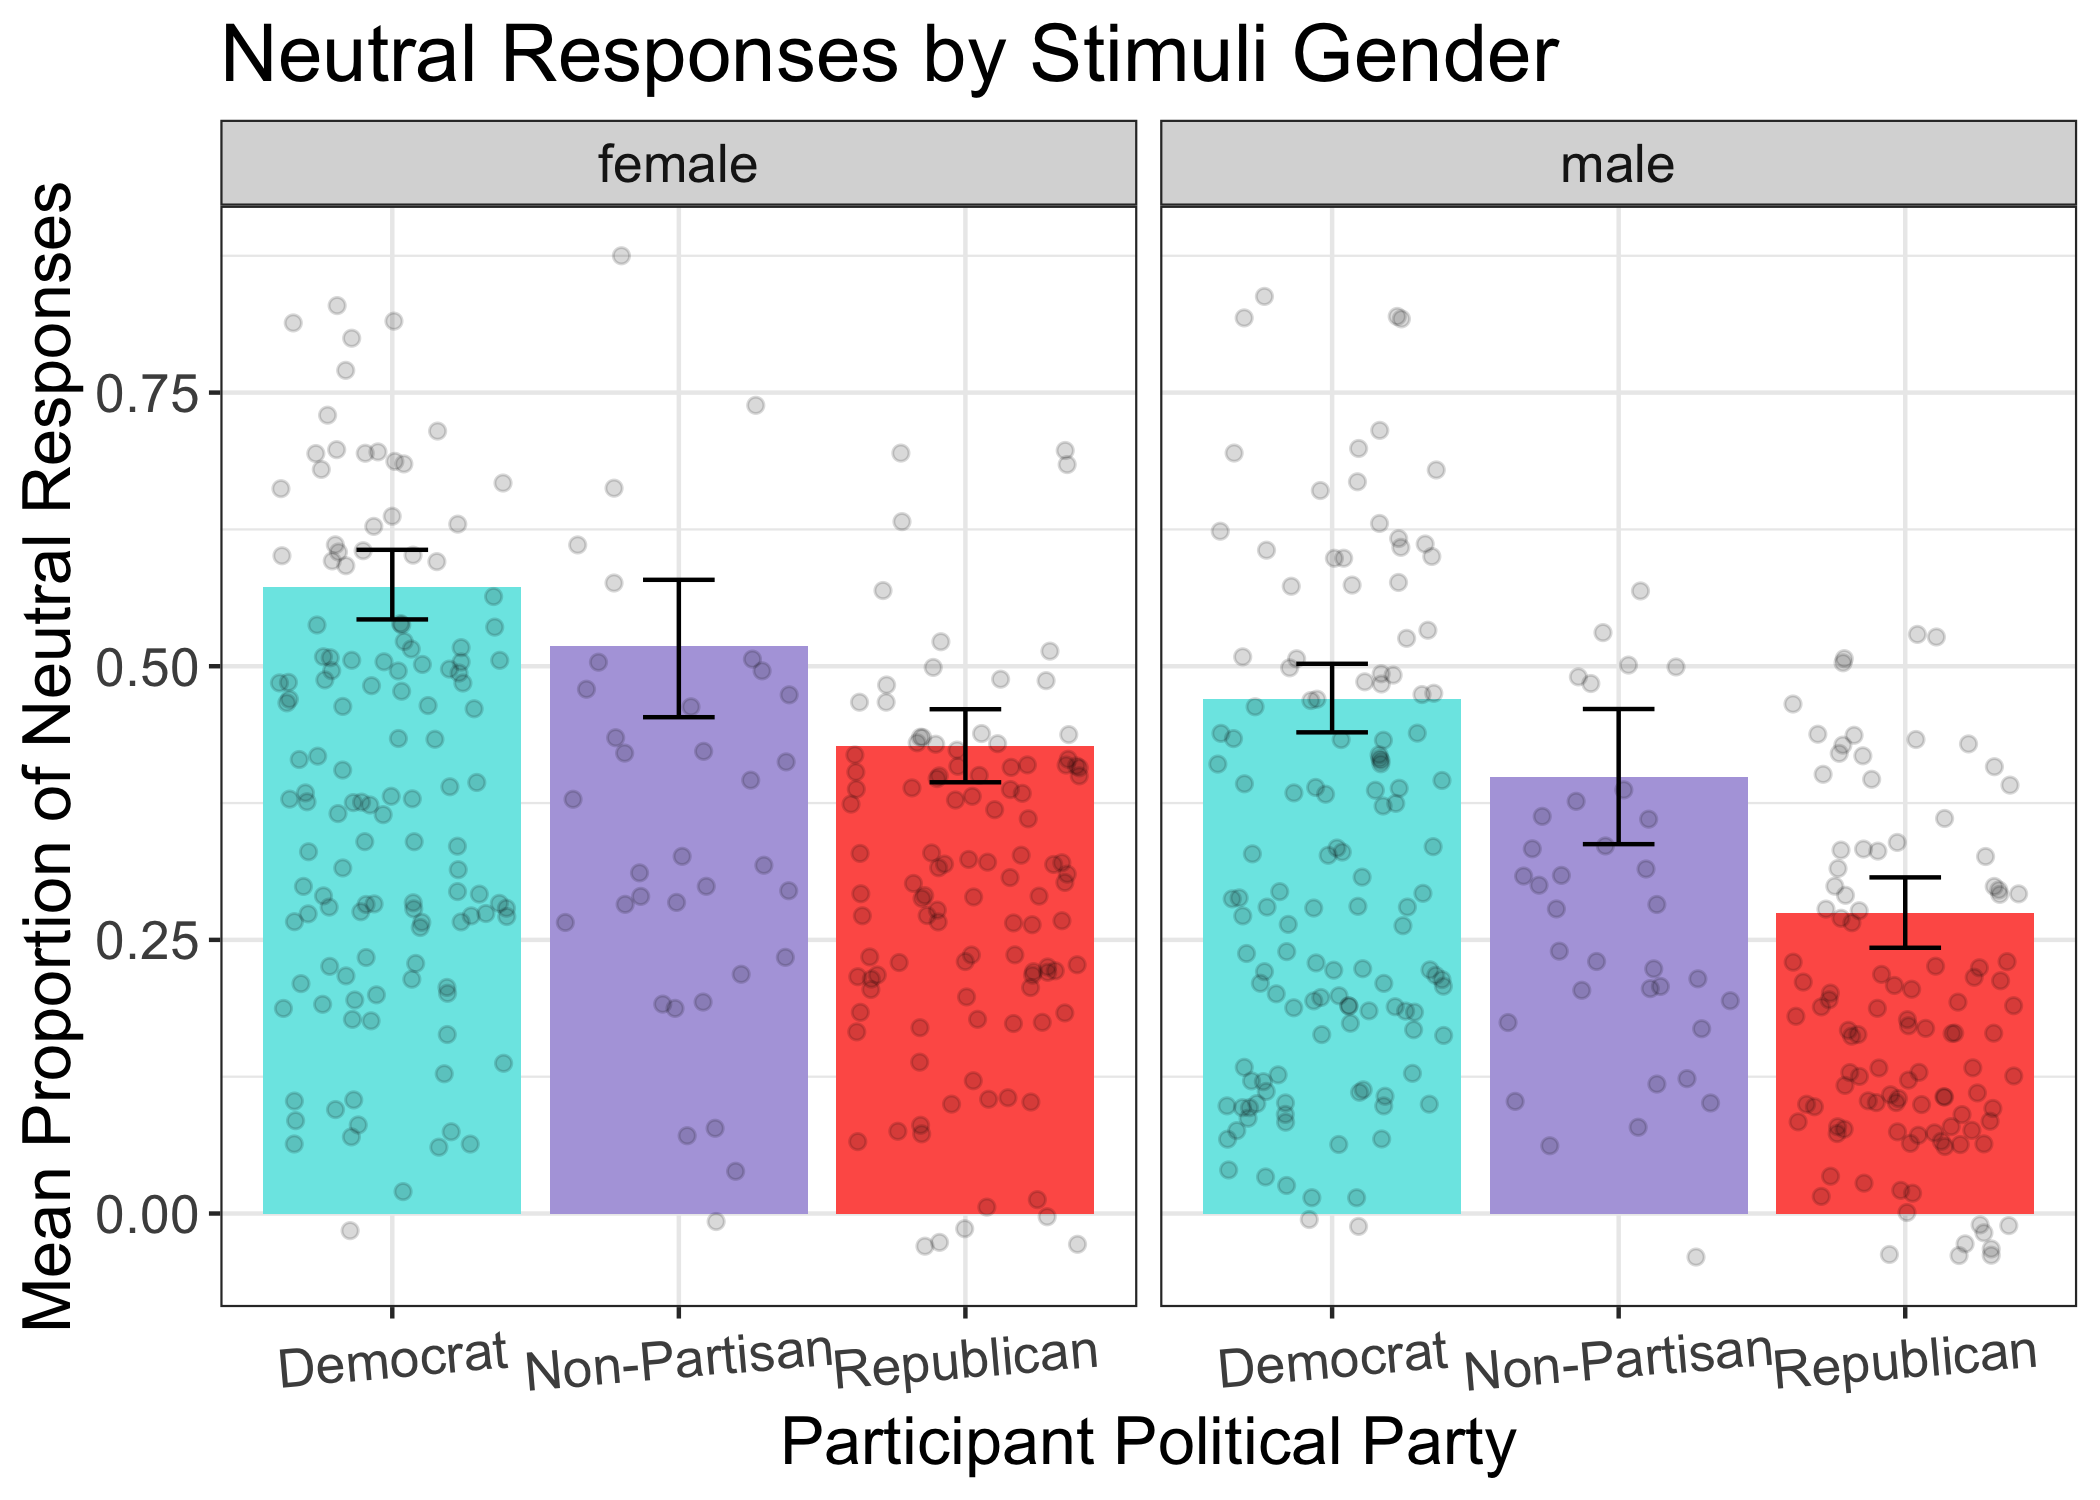 Neutral Responses by Stimuli Gender
female
male
Mean Proportion of Neutral Responses
0.75
0.50
0.25
0.00
Democrat Non-Partisan Republican
Democrat Non-Partisan Republican
Participant Political Party